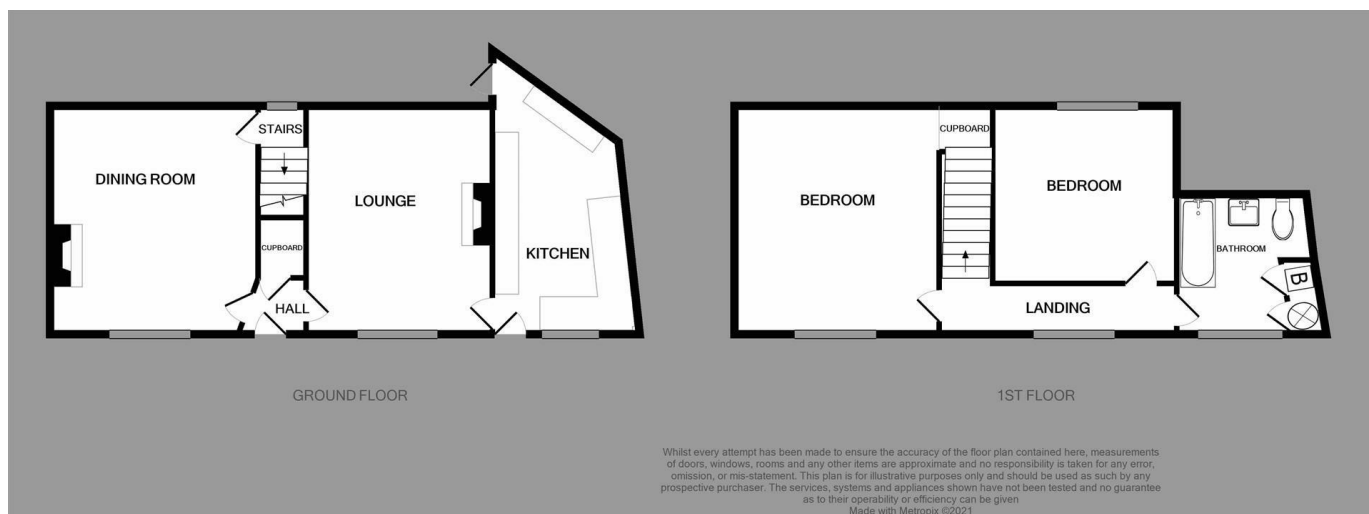 STAIRS
DINING ROOM
LOUNGE
CUPBOARD
KITCHEN
HALL
GROUND FLOOR
CUPBOARD
BEDROOM
BEDROOM
BATHROOM
B
LANDING
1ST FLOOR
Whilst every attempt has been made to ensure the accuracy of the floor plan contained here, measurements
of doors, windows, rooms and any other items are approximate and no responsibility is taken for any error,
omission, or mis-statement. This plan is for illustrative purposes only and should be used as such by any
prospective purchaser. The services, systems and appliances shown have not been tested and no guarantee
as to their operability or efficiency can be given
Made with Metropix ©2021